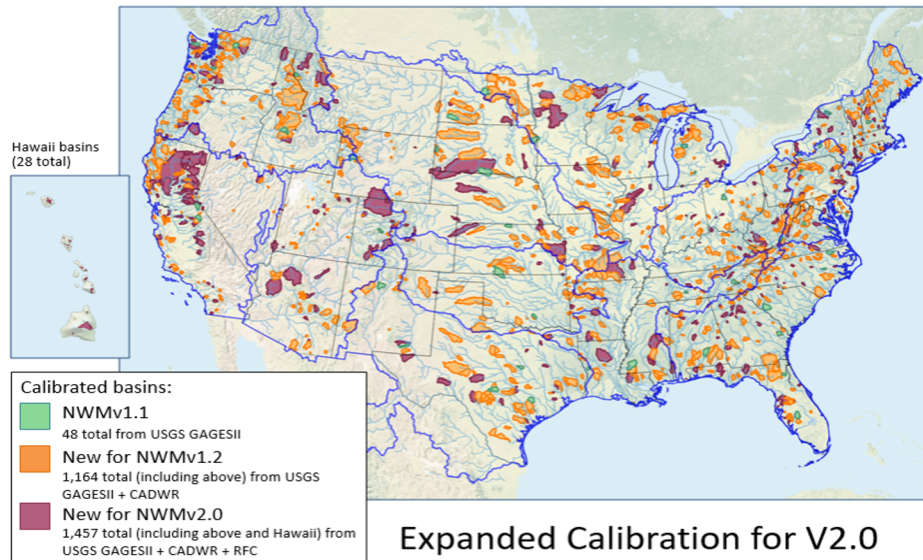 Hawaii basins
(28 total)
Calibrated basins:
NWMv1.1
48 total from USGS GAGESII
New for NWMv1.2
1,164 total (including above) from USGS
GAGESII + CADWR
New for NWMv2.0
1,457 total (including above and Hawaii) from
USGS GAGESII + CADWR + RFC
Expanded Calibration for V2.0